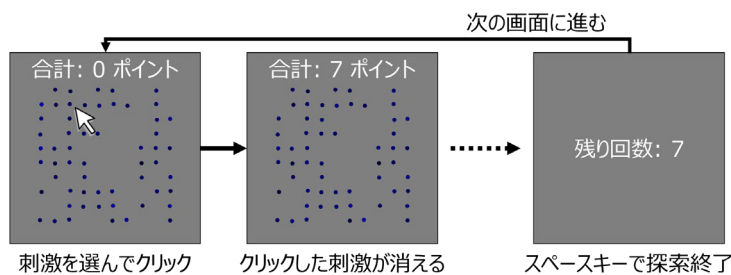 次の画面に進む
合計: 0 ポイント
合計: 7 ポイント
残り回数: 7
刺激を選んでクリック
クリックした刺激が消える
スペースキーで探索終了